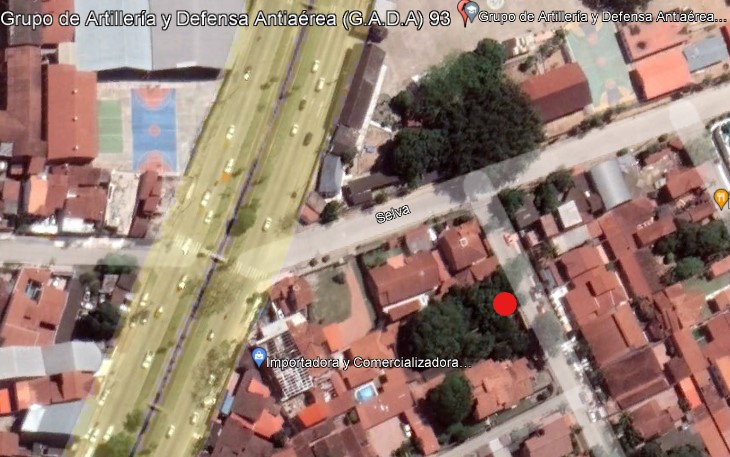 Grupo de Artillería y Defensa Antiaérea (G.A.D.A) 93
Grupo de Artillería y Defensa Antiaérea...
Selva
Importadora y Comercializadora...